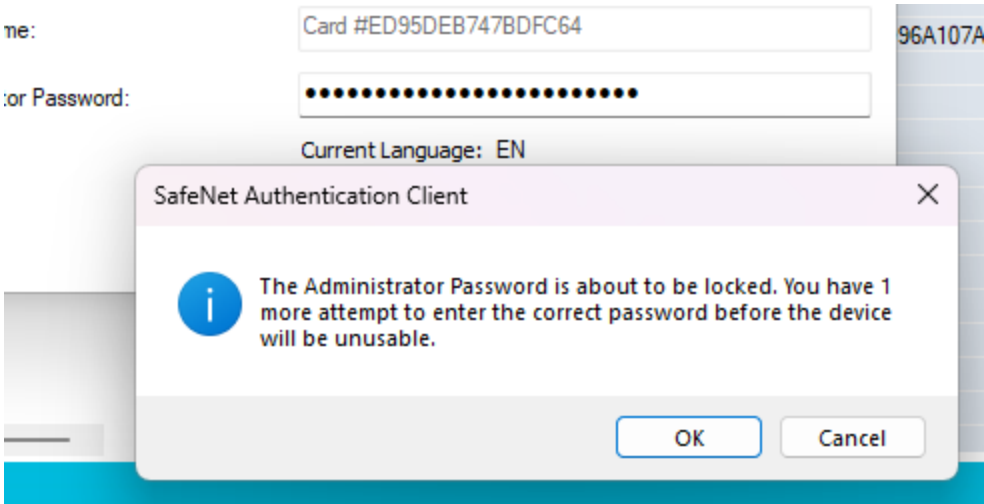 me:
Card #ED95DEB747BDFC64
96A107A
tor Password:
•••••••••••••••••••••••••
Current Language: EN
SafeNet Authentication Client
The Administrator Password is about to be locked. You have 1
more attempt to enter the correct password before the device
will be unusable.
OK
Cancel